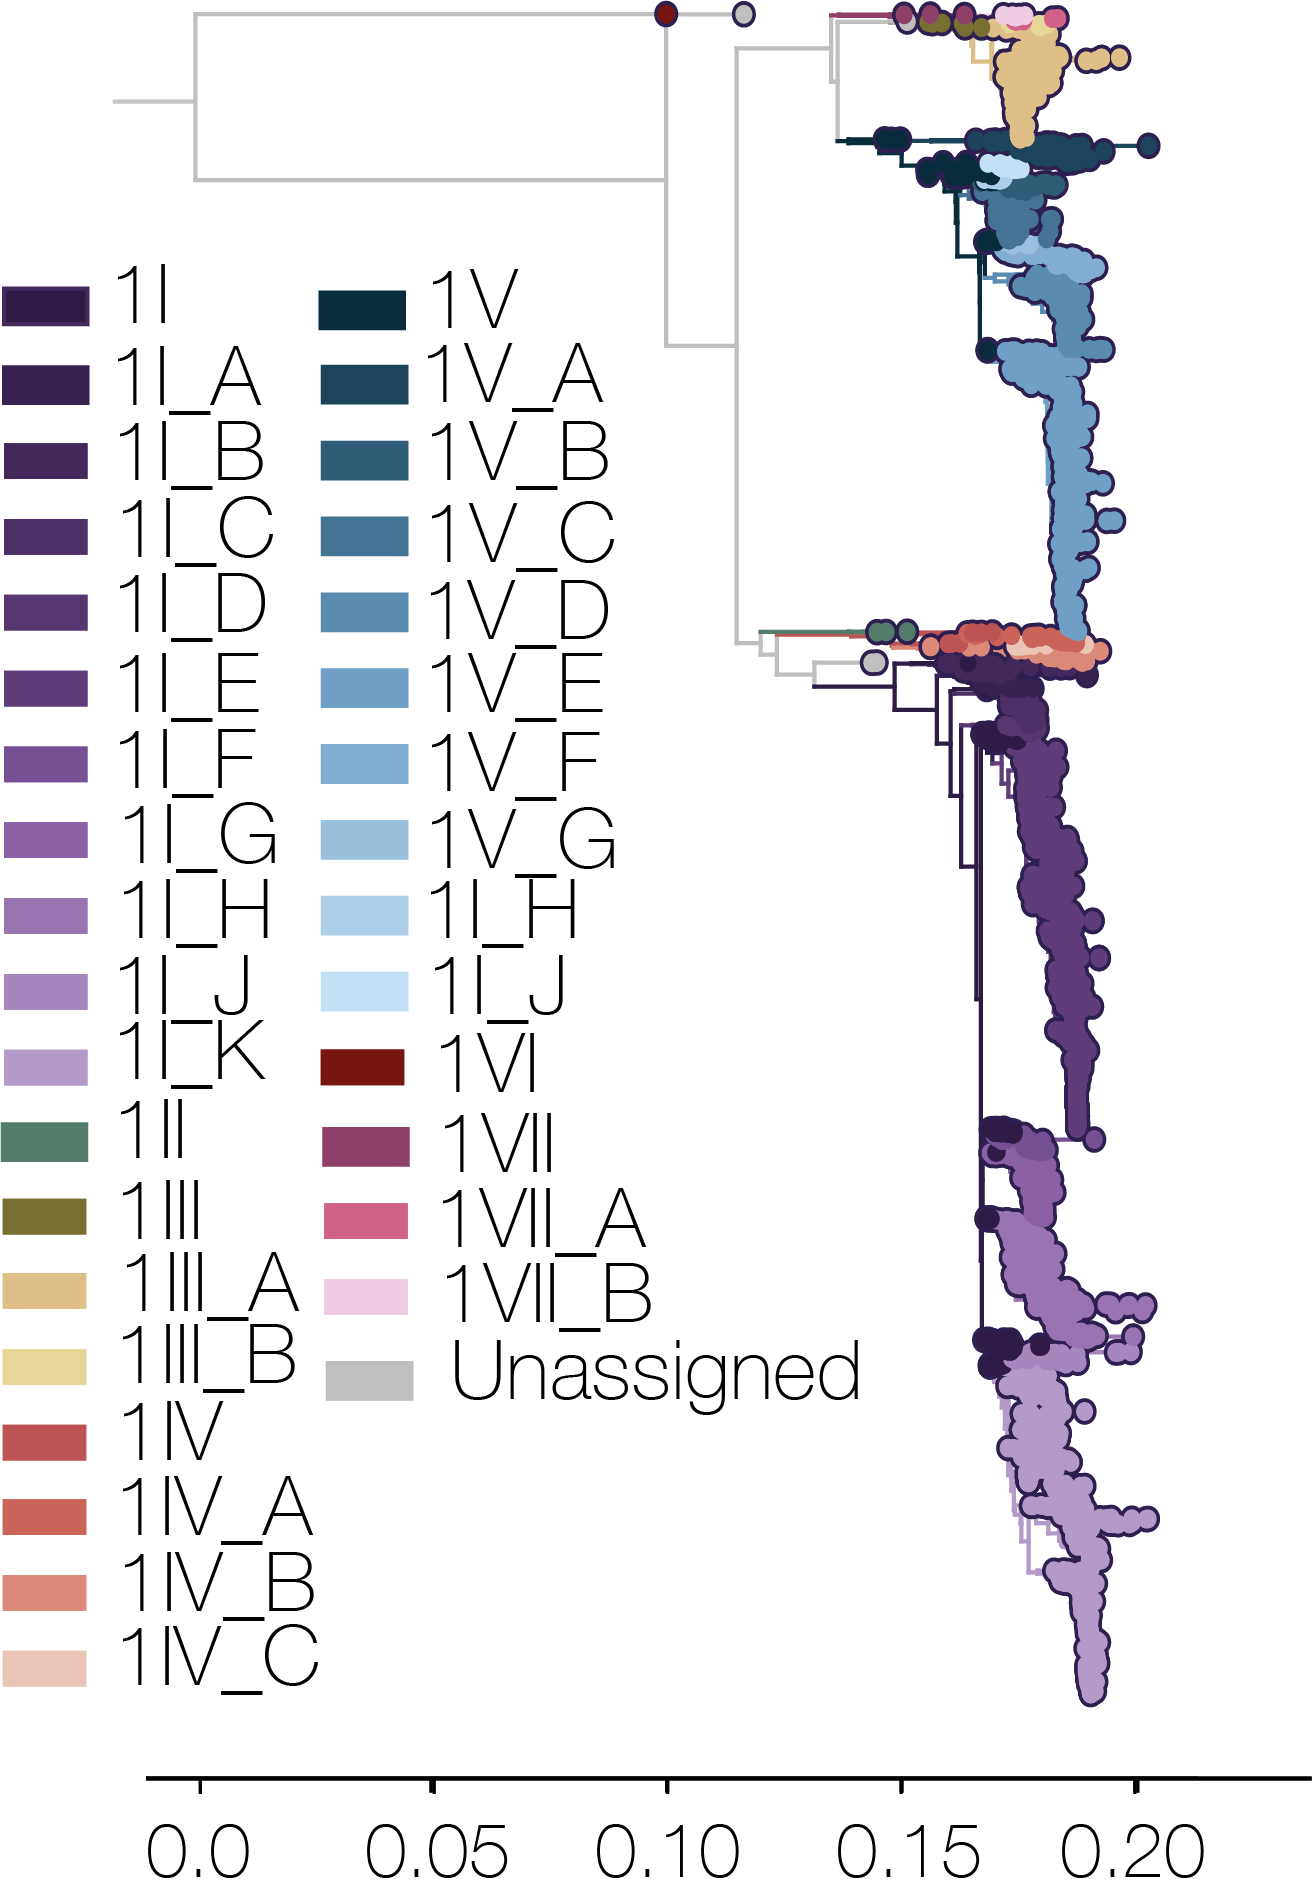 1I
1I_A
1I_B
1I_C
1I_D
1I_E
1I_F
1I_G
1I_H
1I_J
1I_K
1II
1III
1III_A
1III_B
1IV
1IV_A
1IV_B
1IV_C
1V
1V_A
1V_B
1V_C
1V_D
1V_E
1V_F
1V_G
1I_H
1I_J
1VI
1VII
1VII_A
1VII_B
Unassigned
0.0 0.05 0.10 0.15 0.20